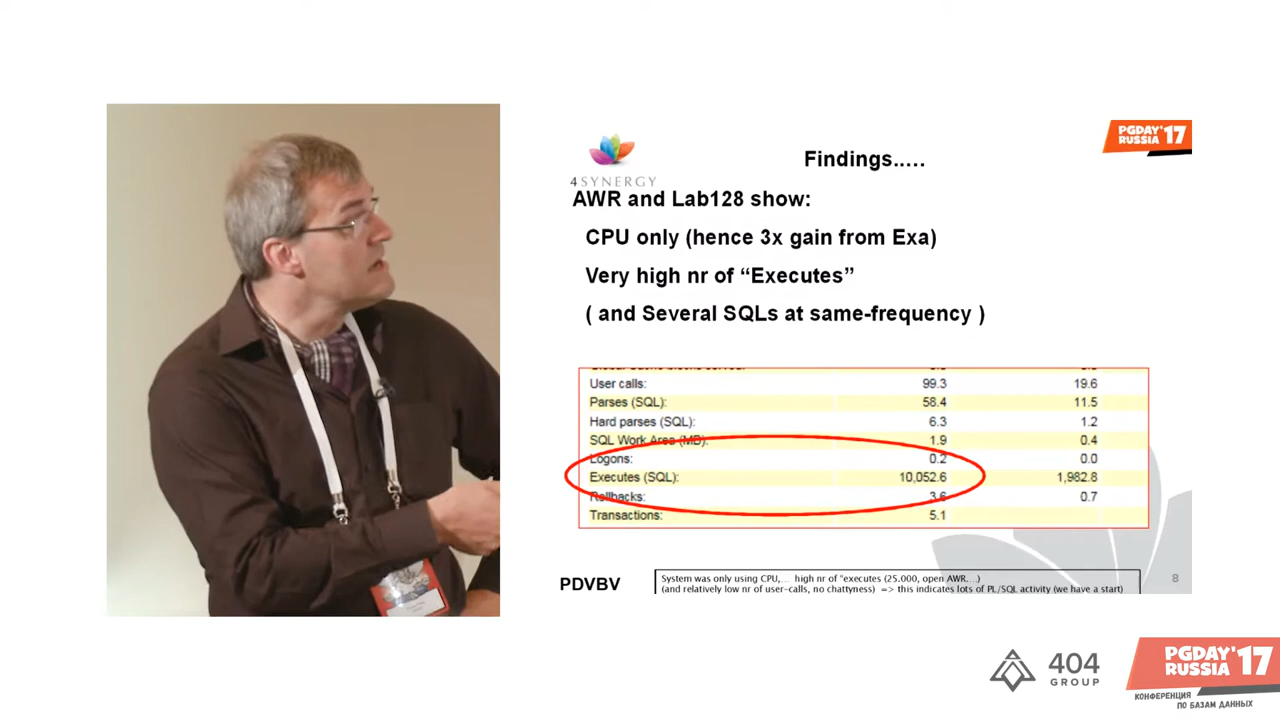 PGDAY'17
RUSSIA
4SYNERGY
Findings.....
AWR and Lab128 show:
CPU only (hence 3x gain from Exa)
Very high nr of “Executes”
( and Several SQLs at same-frequency )
User calls: 99.3 19.6
Parses (SQL): 58.4 11.5
Hard parses (SQL): 6.3 1.2
SQL Work Area (MB): 1.9 0.4
Logons: 0.2 0.0
Executes (SQL): 10,052.6 1,982.8
Rollbacks: 3.6 0.7
Transactions: 5.1
PDVBV
System was only using CPU,... high nr of “executes (25.000, open AWR....)
(and relatively low nr of user-calls, no chattyness) => this indicates lots of PL/SQL activity (we have a start)
8
404
GROUP
PGDAY'17
RUSSIA
КОНФЕРЕНЦИЯ
ПО БАЗАМ ДАННЫХ